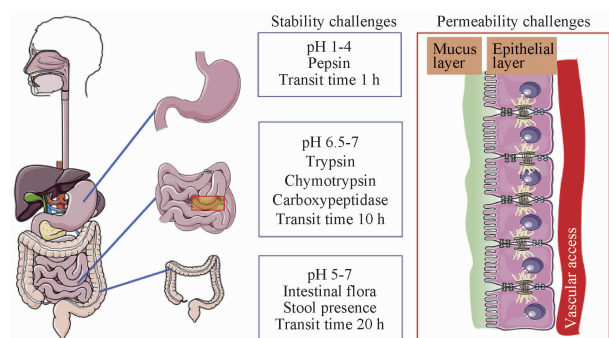 Stability challenges
pH 1-4
Pepsin
Transit time 1 h
pH 6.5-7
Trypsin
Chymotrypsin
Carboxypeptidase
Transit time 10 h
pH 5-7
Intestinal flora
Stool presence
Transit time 20 h
Permeability challenges
Mucus
layer
Epithelial
layer
Vascular access